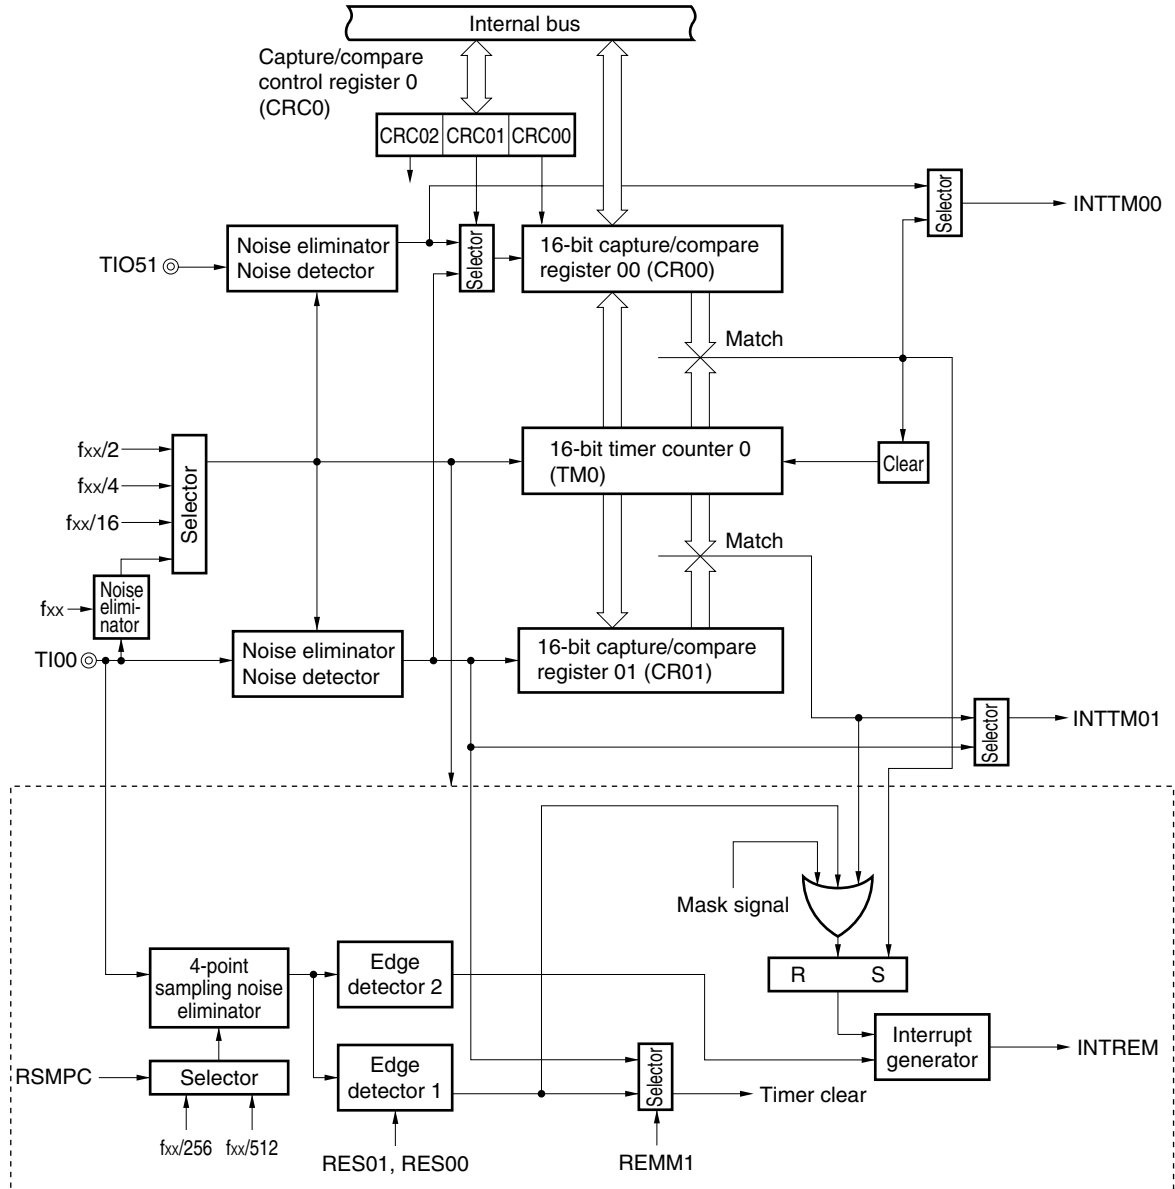 Internal bus
Capture/compare
control register 0
(CRC0)
CRC02 CRC01 CRC00
Selector
INTTM00
TIO51
Noise eliminator
Noise detector
Selector
16-bit capture/compare
register 00 (CR00)
Match
fxx/2
fxx/4
fxx/16
Selector
16-bit timer counter 0
(TM0)
Clear
Match
fxx
Noise
elimi-
nator
TI00
Noise eliminator
Noise detector
16-bit capture/compare
register 01 (CR01)
Selector
INTTM01
Mask signal
4-point
sampling noise
eliminator
Edge
detector 2
R S
Interrupt
generator
INTREM
RSMPC
Selector
Edge
detector 1
Selector
Timer clear
fxx/256 fxx/512
RES01, RES00
REMM1